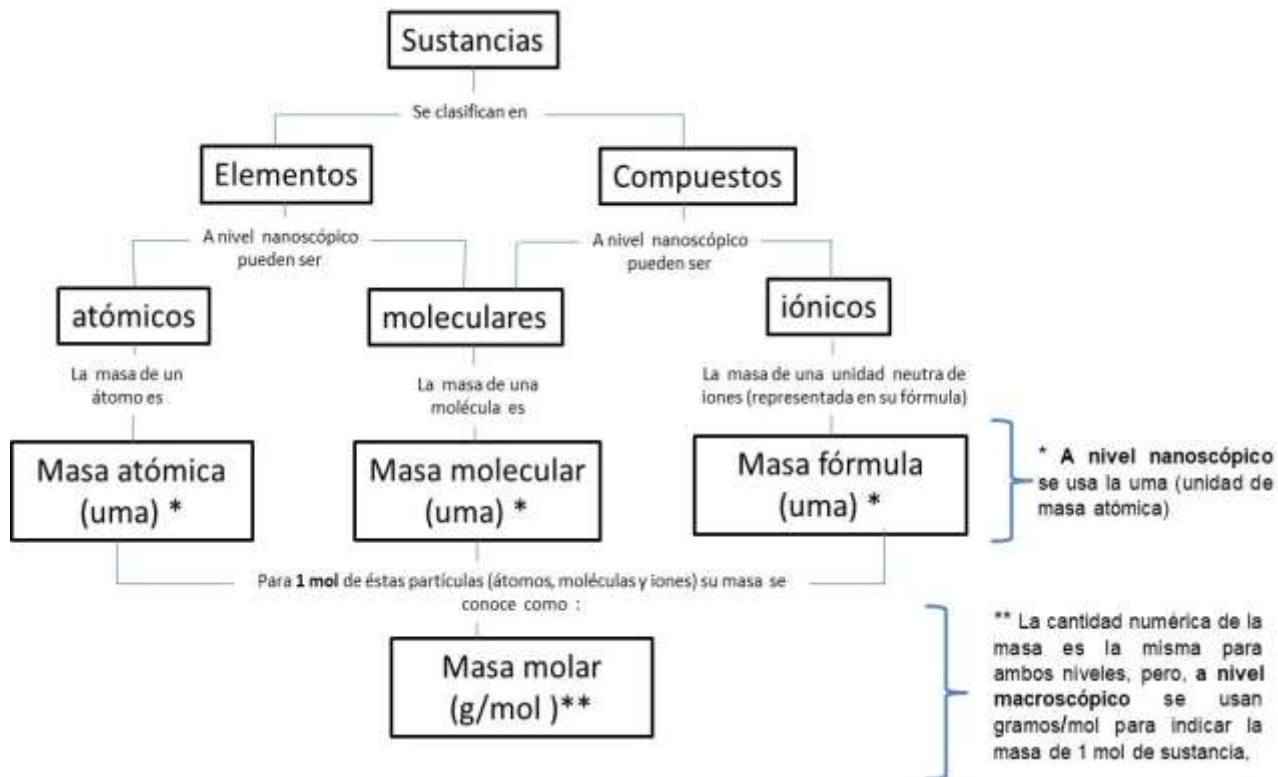 Sustancias
Se clasifican en
Elementos
Compuestos
A nivel nanoscópico
pueden ser
A nivel nanoscópico
pueden ser
atómicos
moleculares
iónicos
La masa de un
átomo es
La masa de una
molécula es
La masa de una unidad neutra de
iones (representada en su fórmula)
Masa atómica
(uma) *
Masa molecular
(uma) *
Masa fórmula
(uma) *
* A nivel nanoscópico
se usa la uma (unidad de
masa atómica)
Para 1 mol de éstas partículas (átomos, moléculas y iones) su masa se
conoce como :
Masa molar
(g/mol )**
** La cantidad numérica de la
masa es la misma para
ambos niveles, pero, a nivel
macroscópico se usan
gramos/mol para indicar la
masa de 1 mol de sustancia,